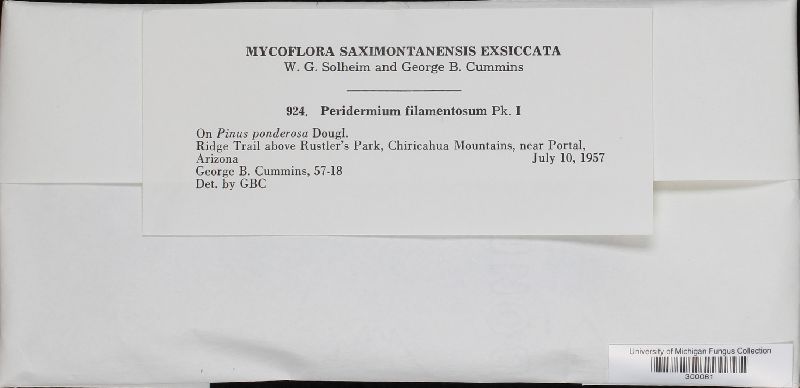 MYCOFLORA SAXIMONTANENSIS EXSICCATA
W. G. Solheim and George B. Cummins
924. Peridermium filamentosum Pk. I
On Pinus ponderosa Dougl.
Ridge Trail above Rustler's Park, Chiricahua Mountains, near Portal,
Arizona July 10, 1957
George B. Cummins, 57-18
Det. by GBC
University of Michigan Fungus Collection
300061